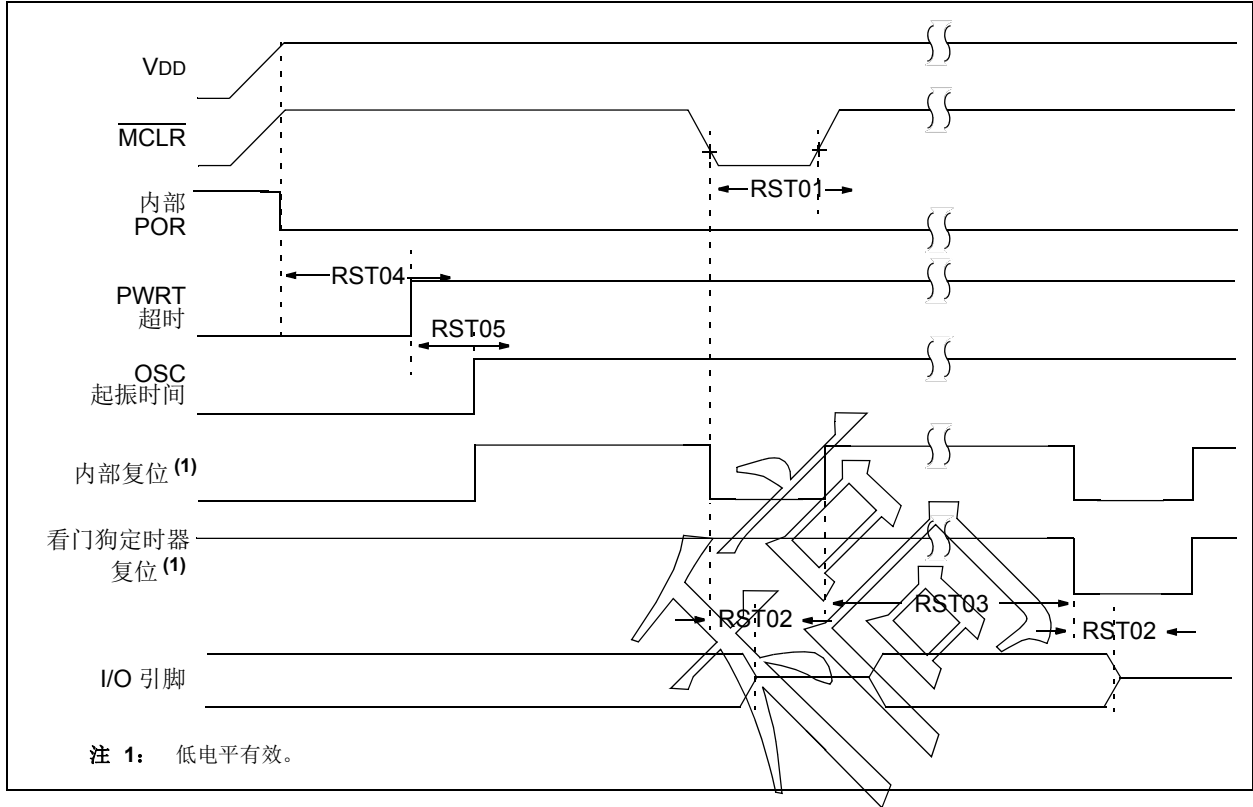 VDD
MCLR
RST01
内部
POR
RST04
PWRT
超时
RST05
OSC
起振时间
内部复位 (1)
看门狗定时器
复位 (1)
RST02
RST03
RST02
I/O 引脚
注 1： 低电平有效。